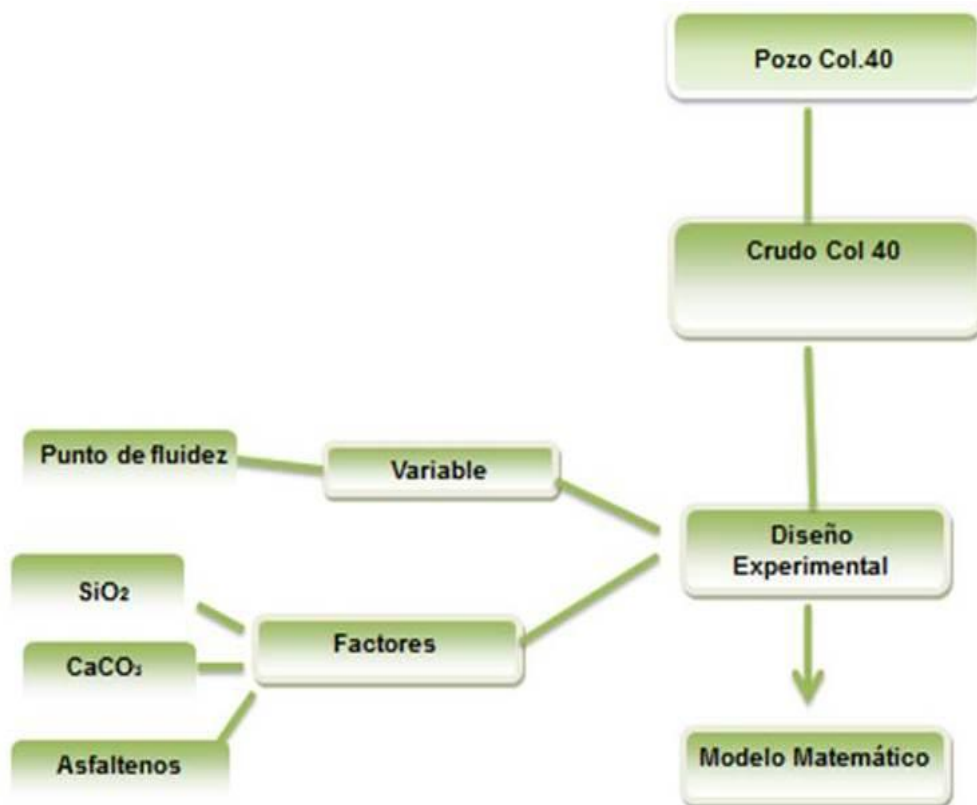 Pozo Col.40
Crudo Col 40
Punto de fluidez
Variable
Diseño
Experimental
SiO₂
Factores
CaCO₃
Asfaltenos
Modelo Matemático